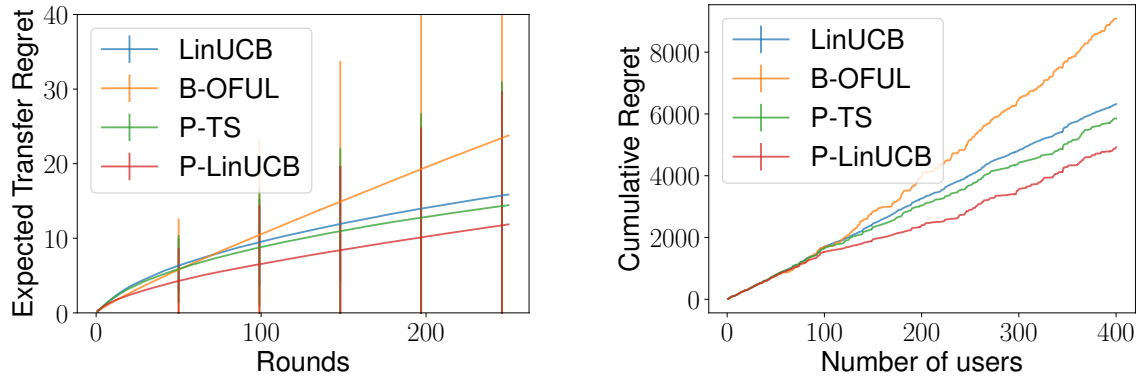 40
30
20
10
0
Expected Transfer Regret
LinUCB
B-OFUL
P-TS
P-LinUCB
0
100
200
Rounds
8000
6000
4000
2000
0
Cumulative Regret
LinUCB
B-OFUL
P-TS
P-LinUCB
0
100
200
300
400
Number of users